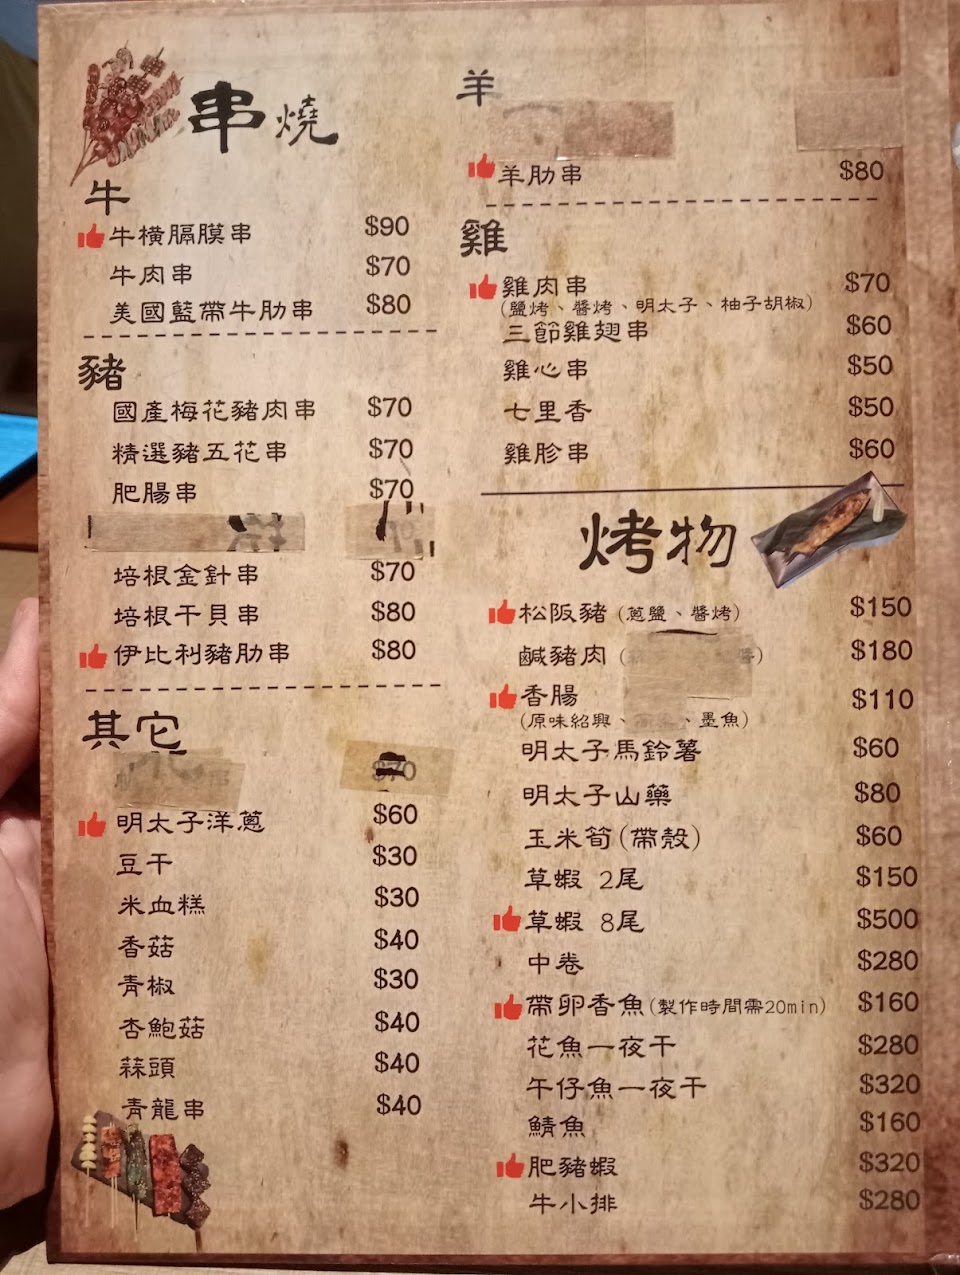 串燒
牛
牛橫膈膜串 $90
牛肉串 $70
美國藍帶牛肋串 $80
豬
國產梅花豬肉串 $70
精選豬五花串 $70
肥腸串 $70
培根金針串 $70
培根干貝串 $80
伊比利豬肋串 $80
其它
$70
明太子洋蔥 $60
豆干 $30
米血糕 $30
香菇 $40
青椒 $30
杏鮑菇 $40
蒜頭 $40
青龍串 $40
羊
羊肋串 $80
雞
雞肉串 $70
(鹽烤、醬烤、明太子、柚子胡椒)
三節雞翅串 $60
雞心串 $50
七里香 $50
雞胗串 $60
烤物
松阪豬(蔥鹽、醬烤) $150
鹹豬肉 $180
香腸 $110
(原味紹興、、墨魚)
明太子馬鈴薯 $60
明太子山藥 $80
玉米筍(帶殼) $60
草蝦 2尾 $150
草蝦 8尾 $500
中卷 $280
帶卵香魚(製作時間需20min) $160
花魚一夜干 $280
午仔魚一夜干 $320
鯖魚 $160
肥豬蝦 $320
牛小排 $280